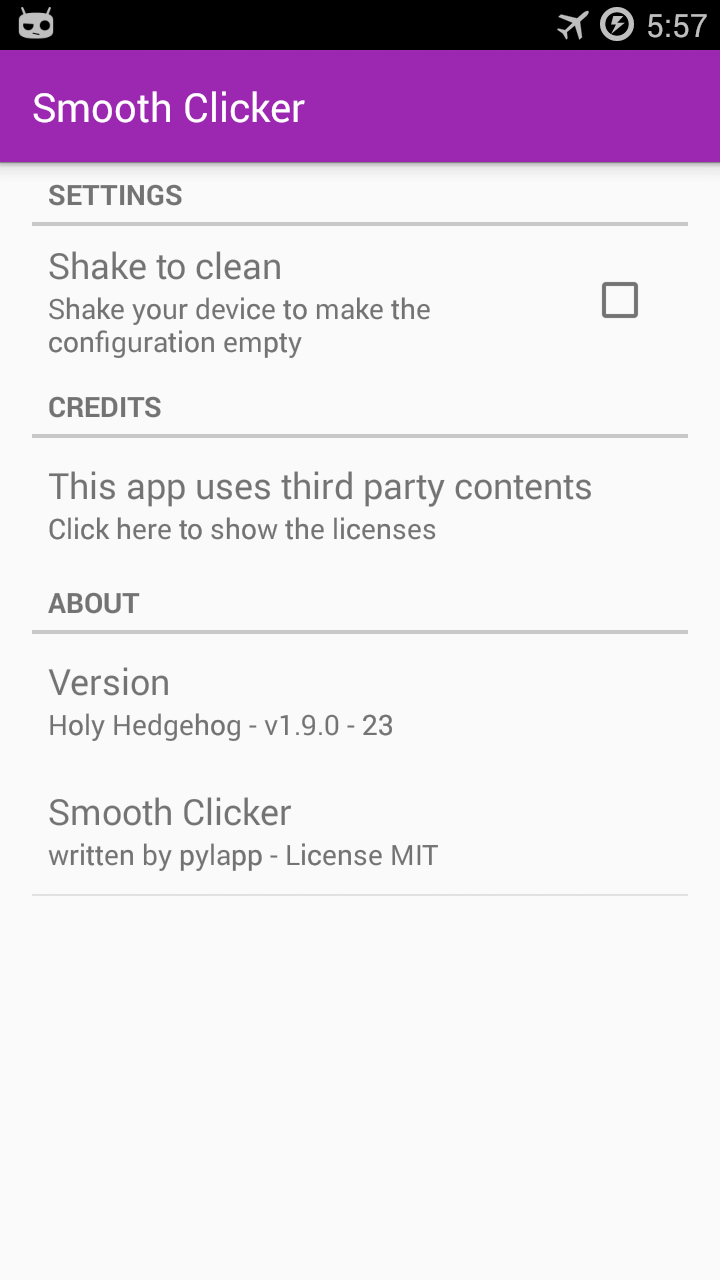 5:57
Smooth Clicker
SETTINGS
Shake to clean
Shake your device to make the
configuration empty
CREDITS
This app uses third party contents
Click here to show the licenses
ABOUT
Version
Holy Hedgehog - v1.9.0 - 23
Smooth Clicker
written by pylapp - License MIT